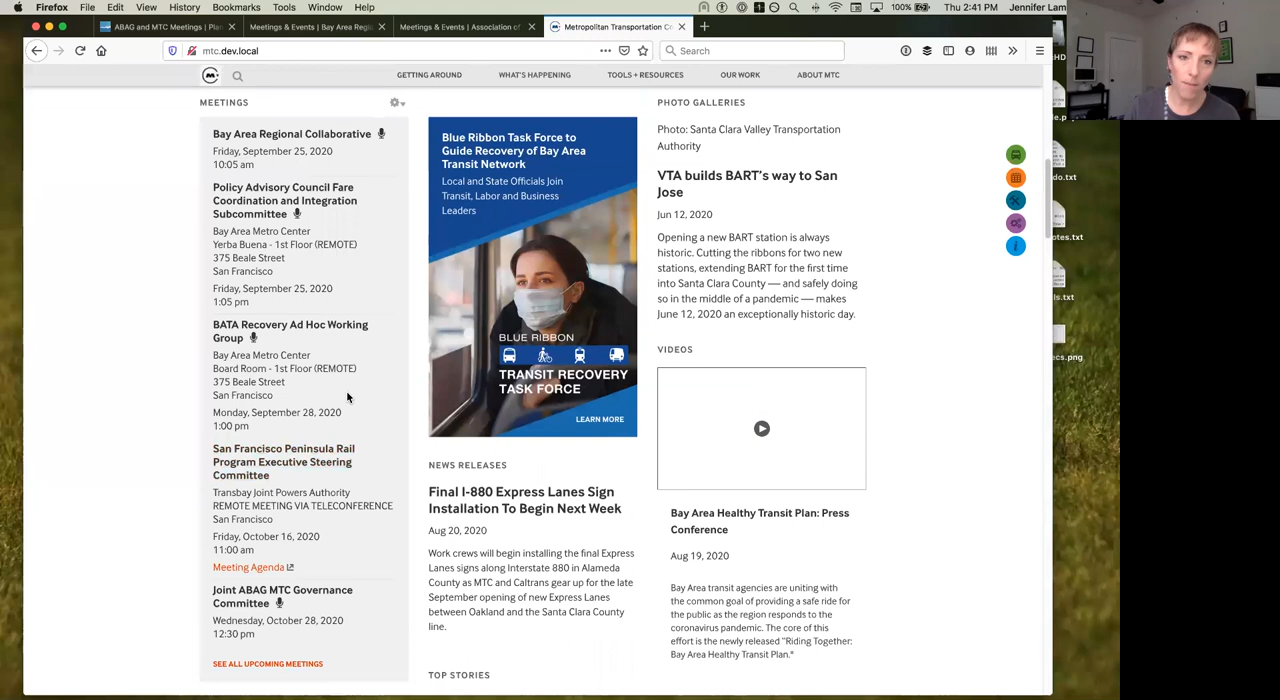 Firefox File Edit View History Bookmarks Tools Window Help
100% Thu 2:41 PM Jennifer Lam
ABAG and MTC Meetings | Plan
Meetings & Events | Bay Area Regi
Meetings & Events | Association of
Metropolitan Transportation C
mtc.dev.local
Search
GETTING AROUND WHAT'S HAPPENING TOOLS + RESOURCES OUR WORK ABOUT MTC
MEETINGS
Bay Area Regional Collaborative
Friday, September 25, 2020
10:05 am
Policy Advisory Council Fare
Coordination and Integration
Subcommittee
Bay Area Metro Center
Yerba Buena - 1st Floor (REMOTE)
375 Beale Street
San Francisco
Friday, September 25, 2020
1:05 pm
BATA Recovery Ad Hoc Working
Group
Bay Area Metro Center
Board Room - 1st Floor (REMOTE)
375 Beale Street
San Francisco
Monday, September 28, 2020
1:00 pm
San Francisco Peninsula Rail
Program Executive Steering
Committee
Transbay Joint Powers Authority
REMOTE MEETING VIA TELECONFERENCE
San Francisco
Friday, October 16, 2020
11:00 am
Meeting Agenda
Joint ABAG MTC Governance
Committee
Wednesday, October 28, 2020
12:30 pm
SEE ALL UPCOMING MEETINGS
Blue Ribbon Task Force to
Guide Recovery of Bay Area
Transit Network
Local and State Officials Join
Transit, Labor and Business
Leaders
BLUE RIBBON
TRANSIT RECOVERY
TASK FORCE
LEARN MORE
NEWS RELEASES
Final I-880 Express Lanes Sign
Installation To Begin Next Week
Aug 20, 2020
Work crews will begin installing the final Express
Lanes signs along Interstate 880 in Alameda
County as MTC and Caltrans gear up for the late
September opening of new Express Lanes
between Oakland and the Santa Clara County
line.
TOP STORIES
PHOTO GALLERIES
Photo: Santa Clara Valley Transportation
Authority
VTA builds BART's way to San
Jose
Jun 12, 2020
Opening a new BART station is always
historic. Cutting the ribbons for two new
stations, extending BART for the first time
into Santa Clara County — and safely doing
so in the middle of a pandemic — makes
June 12, 2020 an exceptionally historic day.
VIDEOS
Bay Area Healthy Transit Plan: Press
Conference
Aug 19, 2020
Bay Area transit agencies are uniting with
the common goal of providing a safe ride for
the public as the region responds to the
coronavirus pandemic. The core of this
effort is the newly released "Riding Together:
Bay Area Healthy Transit Plan."
HD
do.txt
otes.txt
ls.txt
ecs.png